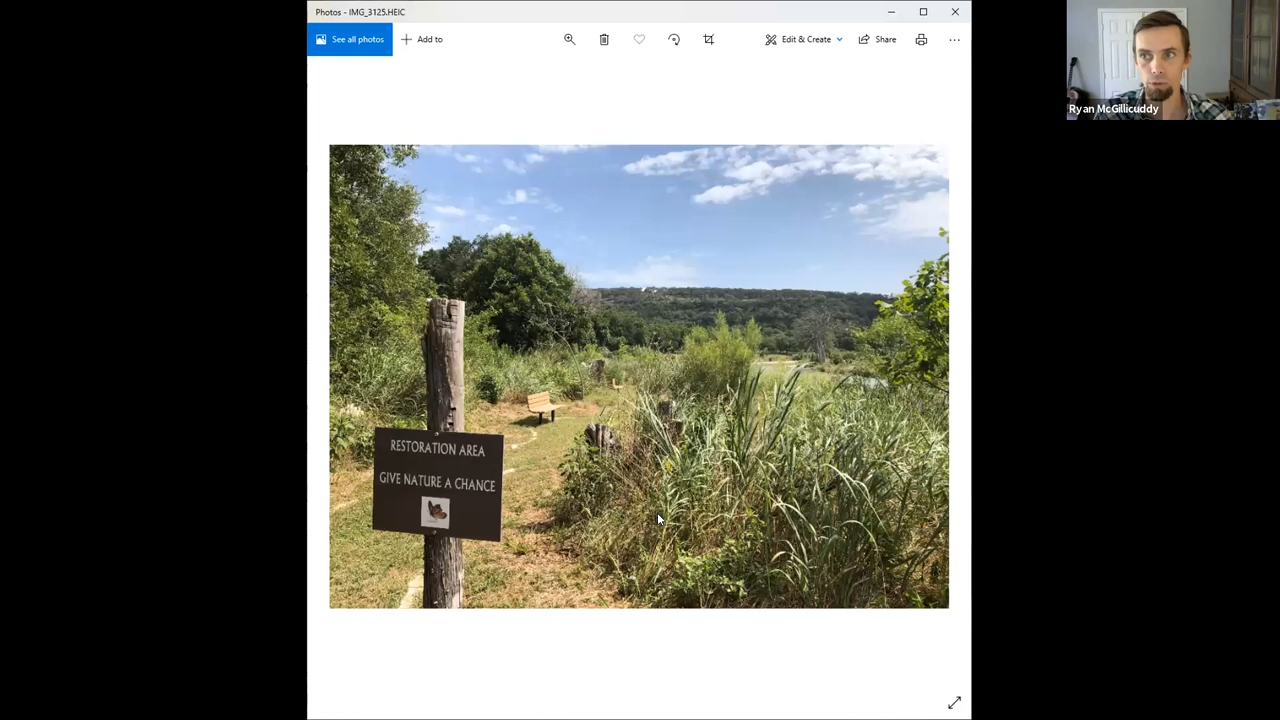 Photos - IMG_3125.HEIC
See all photos
Add to
Edit & Create
Share
Ryan McGillicuddy
RESTORATION AREA
GIVE NATURE A CHANCE